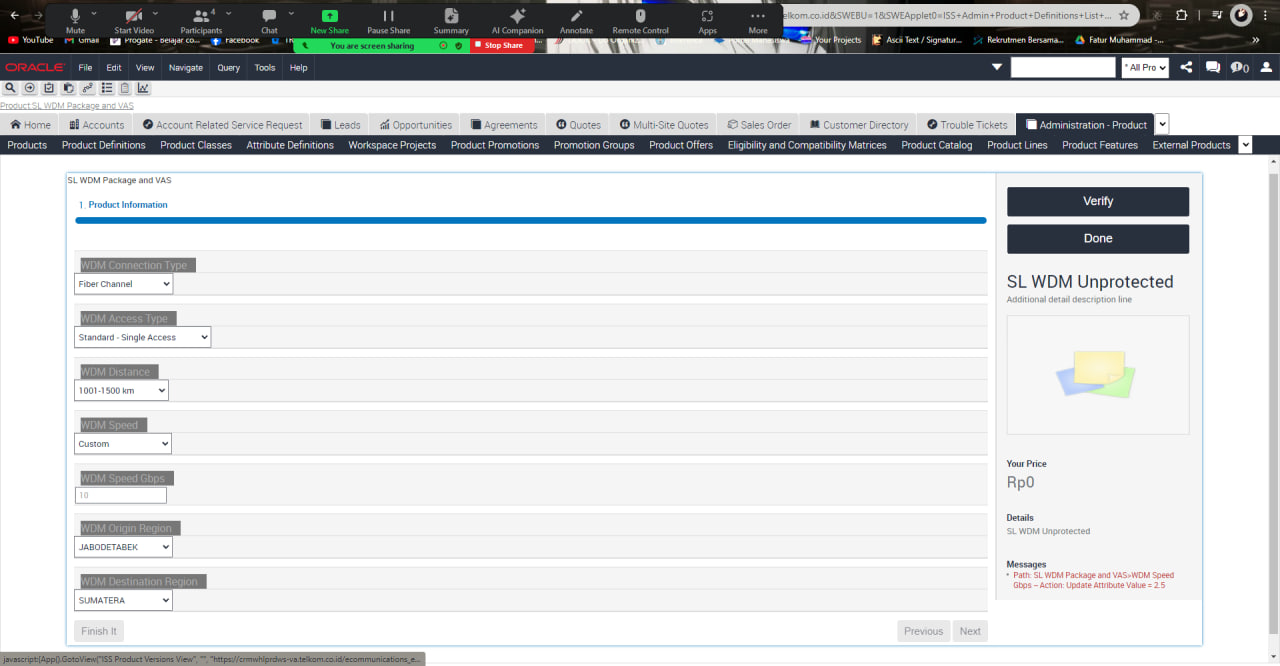 Mute
Start Video
Participants
4
Chat
New Share
Pause Share
Summary
AI Companion
Annotate
Remote Control
Apps
More
elkom.co.id&SWEBU=1&SWEApplet0=ISS+Admin+Product+Definitions+List+...
YouTube
Gmail
Progate - Belajar co...
Facebook
You are screen sharing
Stop Share
Your Projects
Ascii Text / Signatur...
Rekrutmen Bersama...
Fatur Muhammad -...
ORACLE
File Edit View Navigate Query Tools Help
* All Pro
0
Product:SL WDM Package and VAS
Home Accounts Account Related Service Request Leads Opportunities Agreements Quotes Multi-Site Quotes Sales Order Customer Directory Trouble Tickets Administration - Product
Products Product Definitions Product Classes Attribute Definitions Workspace Projects Product Promotions Promotion Groups Product Offers Eligibility and Compatibility Matrices Product Catalog Product Lines Product Features External Products
SL WDM Package and VAS
1. Product Information
WDM Connection Type
Fiber Channel
WDM Access Type
Standard - Single Access
WDM Distance
1001-1500 km
WDM Speed
Custom
WDM Speed Gbps
10
WDM Origin Region
JABODETABEK
WDM Destination Region
SUMATERA
Finish It
Previous
Next
Verify
Done
SL WDM Unprotected
Additional detail description line
Your Price
Rp0
Details
SL WDM Unprotected
Messages
Path: SL WDM Package and VAS>WDM Speed
Gbps – Action: Update Attribute Value = 2.5
javascript:(App().GotoView("ISS Product Versions View", "", "https://crmwhlprdws-va.telkom.co.id/ecommunications_e...